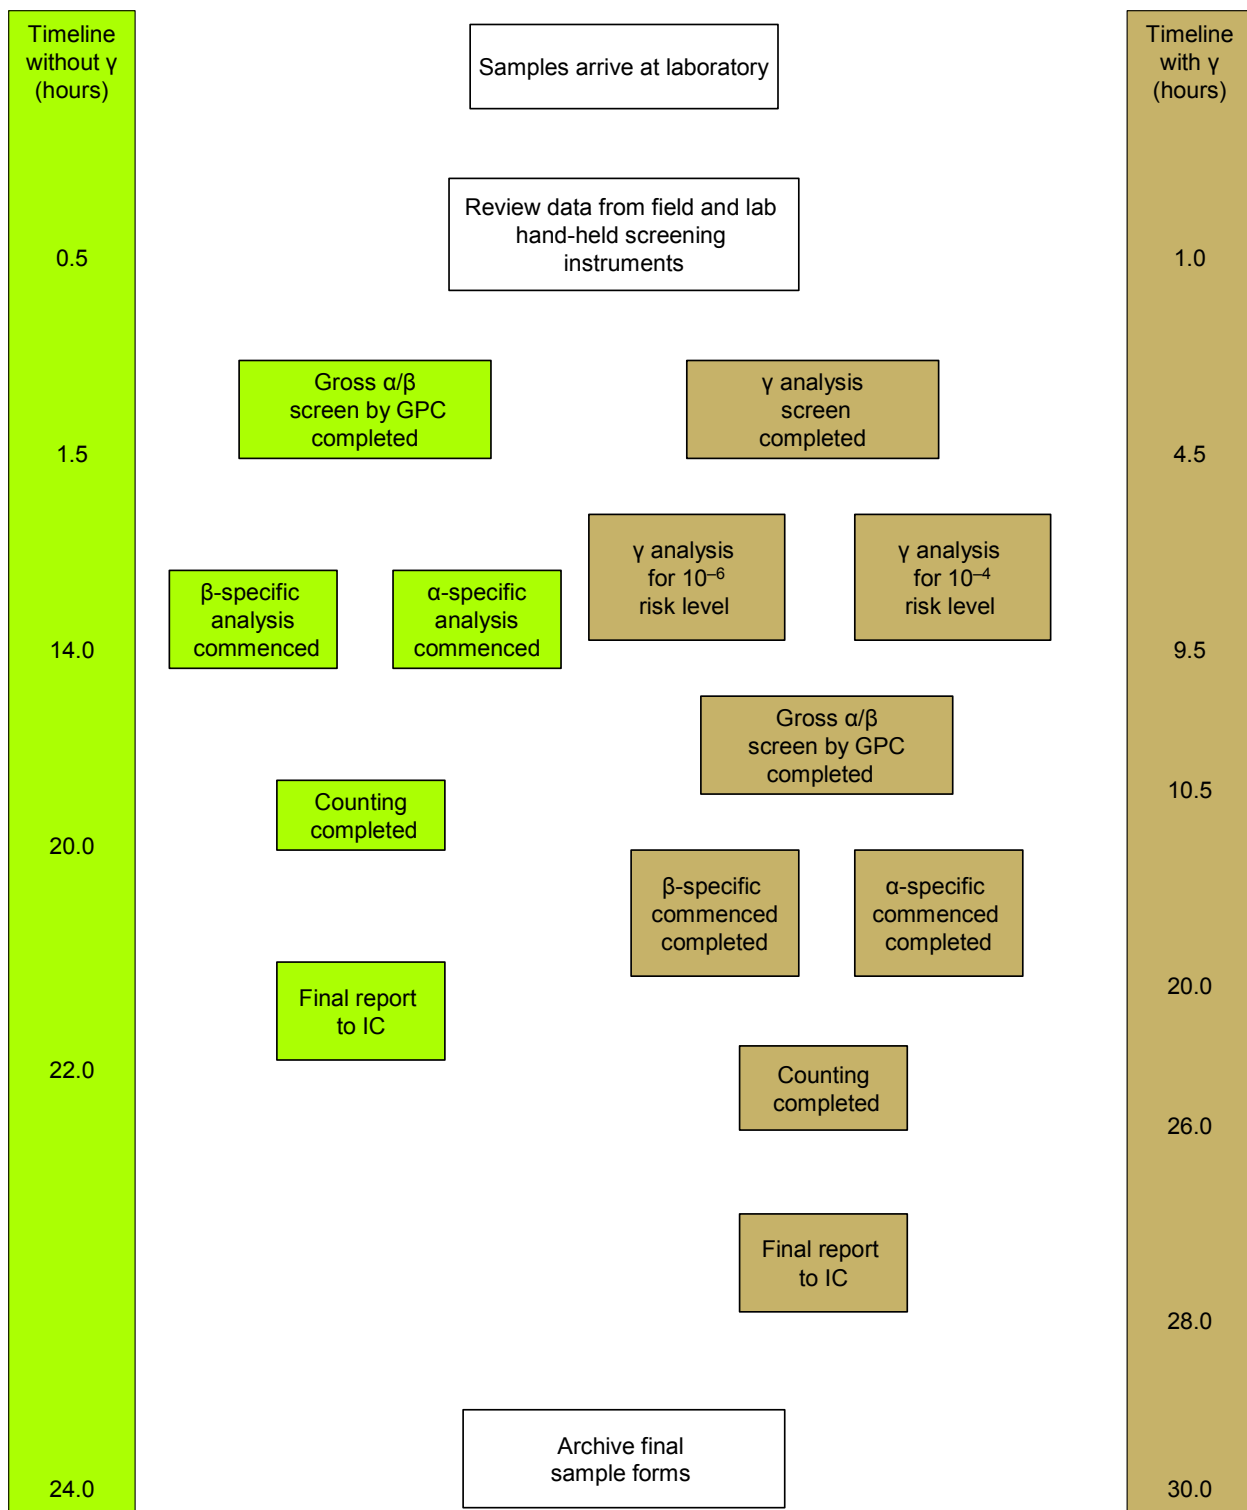 Timeline
without γ
(hours)
Samples arrive at laboratory
Timeline
with γ
(hours)
Review data from field and lab
hand-held screening
instruments
0.5
1.0
Gross α/β
screen by GPC
completed
γ analysis
screen
completed
1.5
4.5
γ analysis
for 10⁻⁶
risk level
γ analysis
for 10⁻⁴
risk level
β-specific
analysis
commenced
α-specific
analysis
commenced
14.0
9.5
Gross α/β
screen by GPC
completed
10.5
Counting
completed
20.0
β-specific
commenced
completed
α-specific
commenced
completed
20.0
Final report
to IC
22.0
Counting
completed
26.0
Final report
to IC
28.0
Archive final
sample forms
24.0
30.0